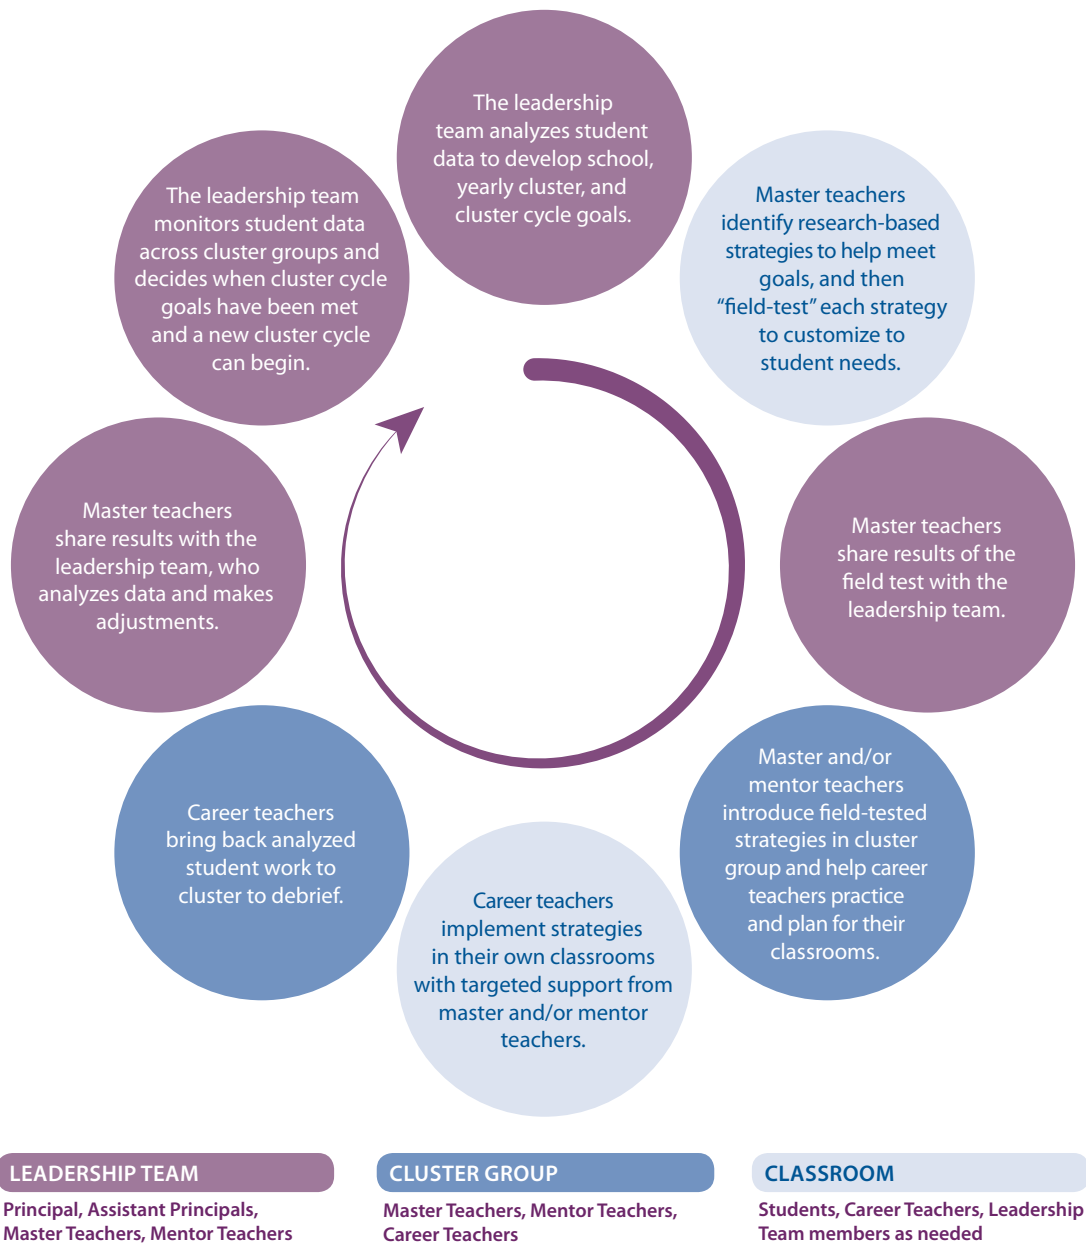 The leadership
team analyzes student
data to develop school,
yearly cluster, and
cluster cycle goals.
Master teachers
identify research-based
strategies to help meet
goals, and then
“field-test” each strategy
to customize to
student needs.
Master teachers
share results of the
field test with the
leadership team.
Master and/or
mentor teachers
introduce field-tested
strategies in cluster
group and help career
teachers practice
and plan for their
classrooms.
Career teachers
implement strategies
in their own classrooms
with targeted support from
master and/or mentor
teachers.
Career teachers
bring back analyzed
student work to
cluster to debrief.
Master teachers
share results with the
leadership team, who
analyzes data and makes
adjustments.
The leadership team
monitors student data
across cluster groups and
decides when cluster cycle
goals have been met
and a new cluster cycle
can begin.
LEADERSHIP TEAM
Principal, Assistant Principals,
Master Teachers, Mentor Teachers
CLUSTER GROUP
Master Teachers, Mentor Teachers,
Career Teachers
CLASSROOM
Students, Career Teachers, Leadership
Team members as needed